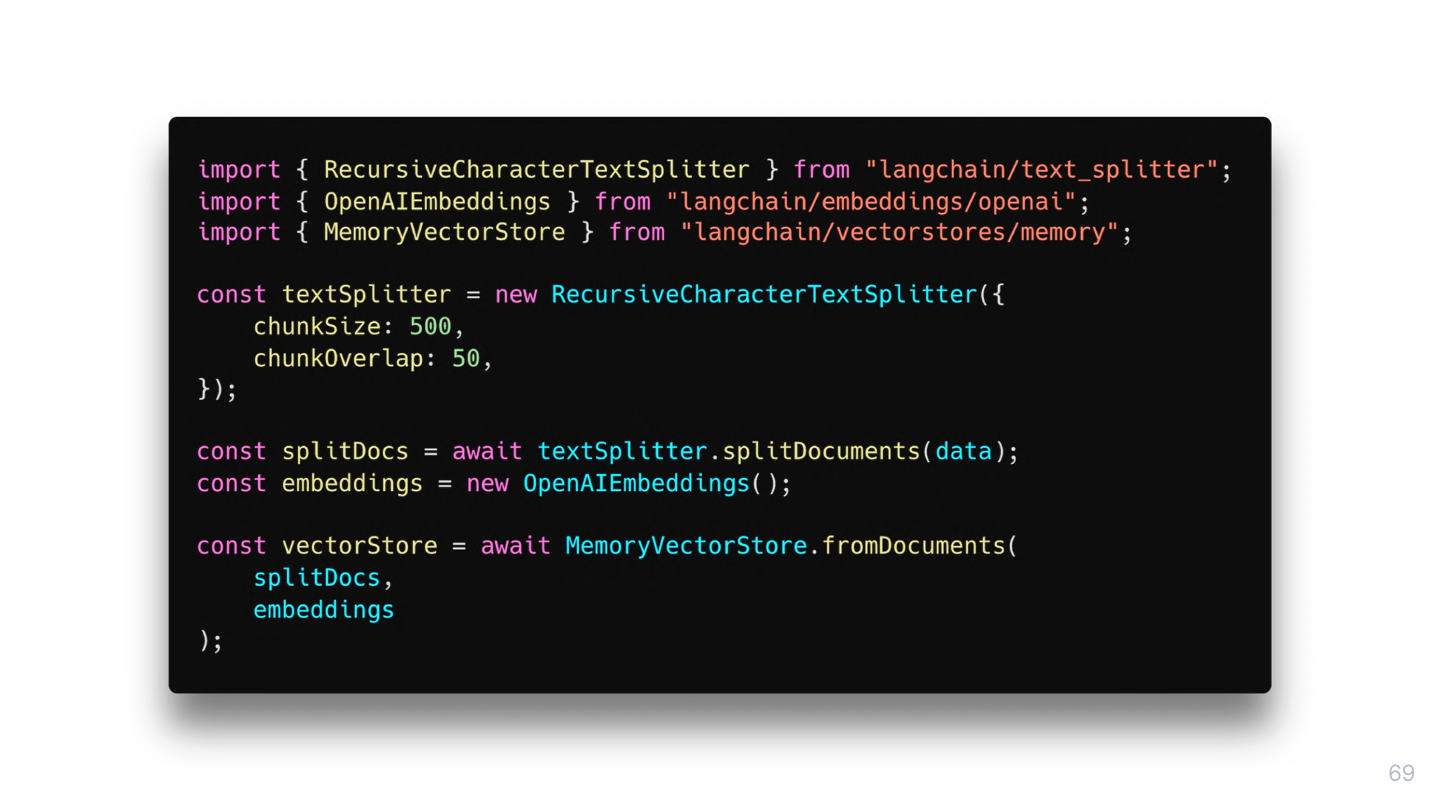 import { RecursiveCharacterTextSplitter } from "langchain/text_splitter";
import { OpenAIEmbeddings } from "langchain/embeddings/openai";
import { MemoryVectorStore } from "langchain/vectorstores/memory";

const textSplitter = new RecursiveCharacterTextSplitter({
    chunkSize: 500,
    chunkOverlap: 50,
});

const splitDocs = await textSplitter.splitDocuments(data);
const embeddings = new OpenAIEmbeddings();

const vectorStore = await MemoryVectorStore.fromDocuments(
    splitDocs,
    embeddings
);
69